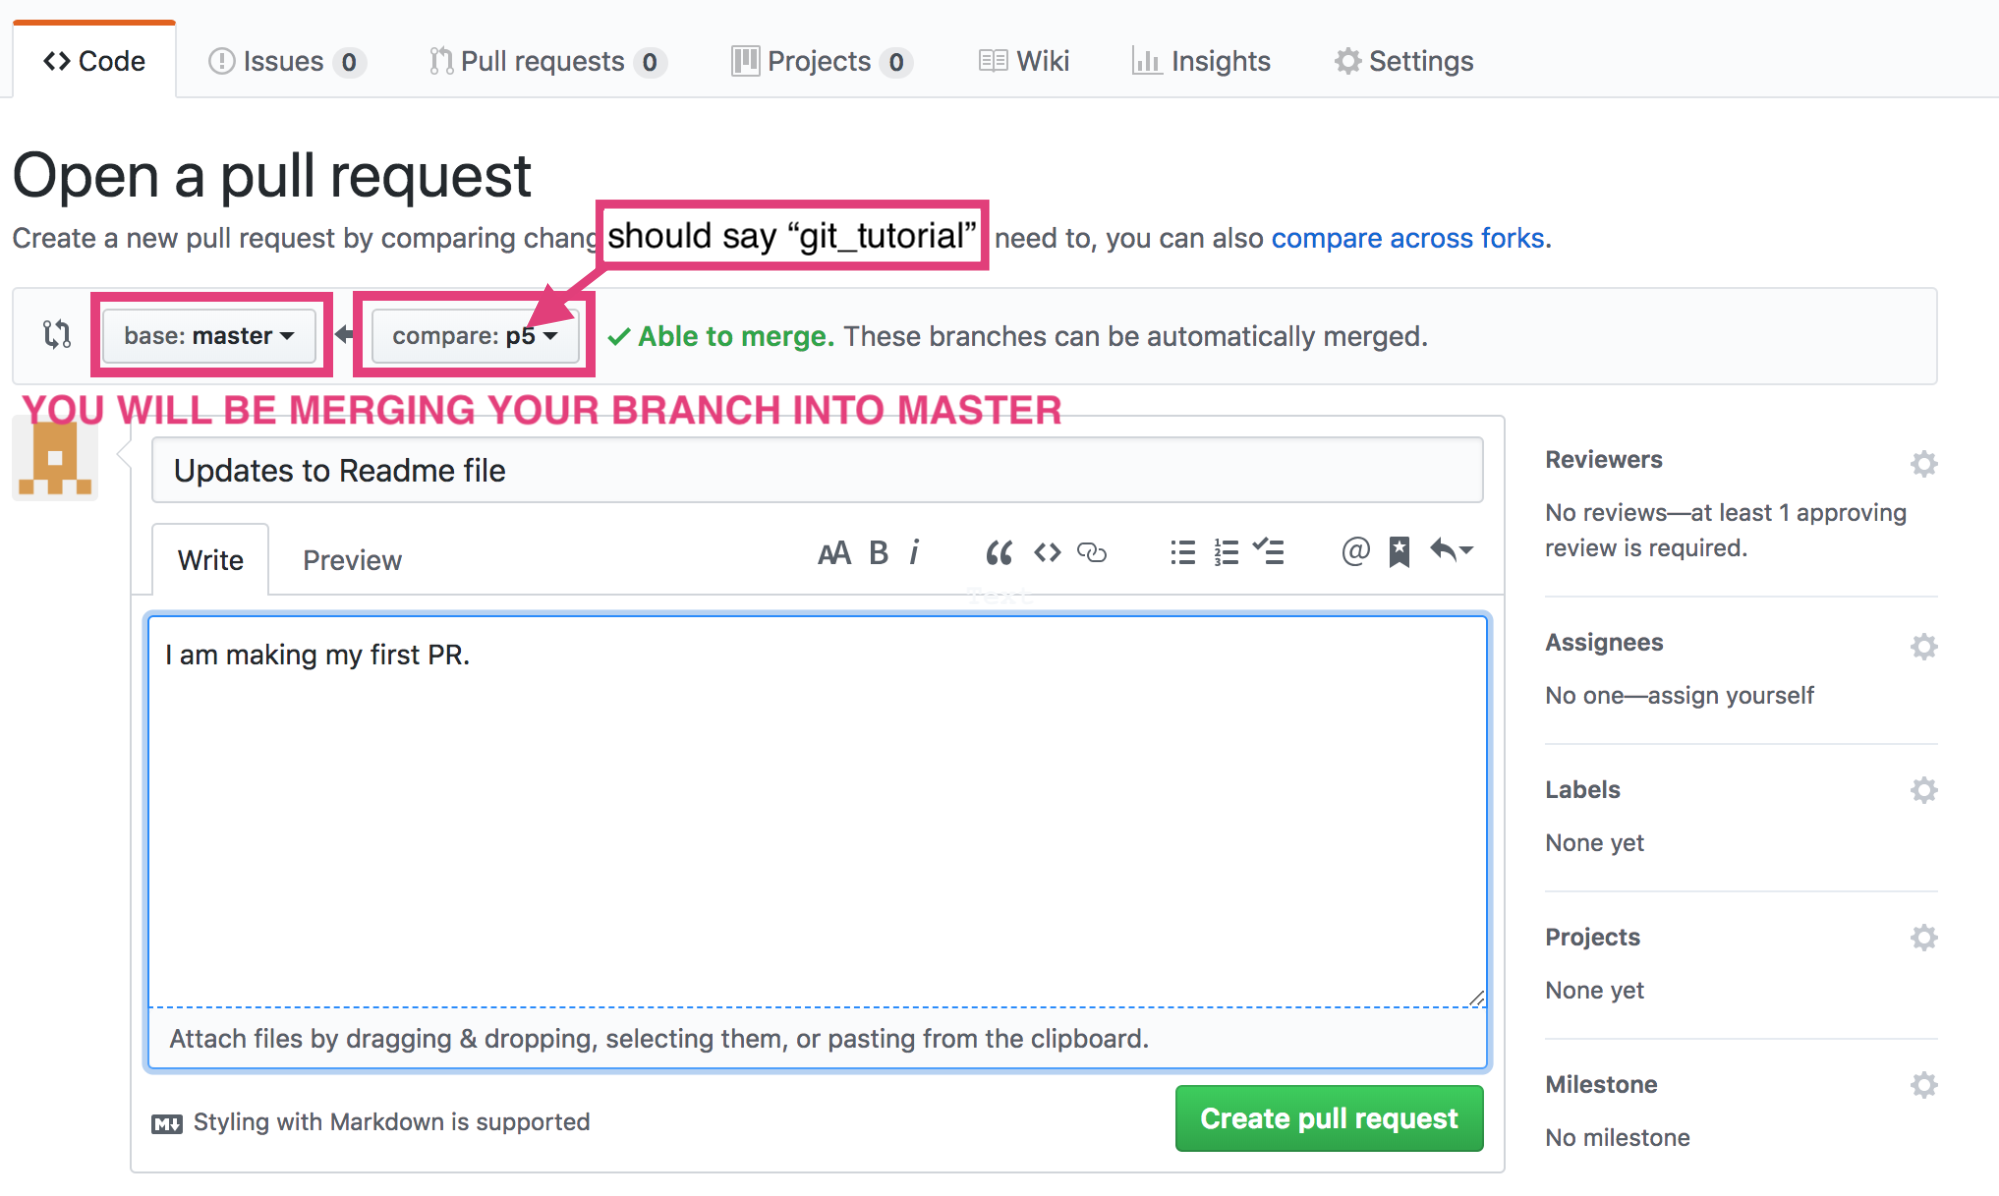 Code Issues 0 Pull requests 0 Projects 0 Wiki Insights Settings
Open a pull request
Create a new pull request by comparing chang should say “git_tutorial” need to, you can also compare across forks.
base: master compare: p5 Able to merge. These branches can be automatically merged.
YOU WILL BE MERGING YOUR BRANCH INTO MASTER
Updates to Readme file
Write Preview AA B i
Text
I am making my first PR.
Attach files by dragging & dropping, selecting them, or pasting from the clipboard.
Styling with Markdown is supported
Create pull request
Reviewers
No reviews—at least 1 approving
review is required.
Assignees
No one—assign yourself
Labels
None yet
Projects
None yet
Milestone
No milestone